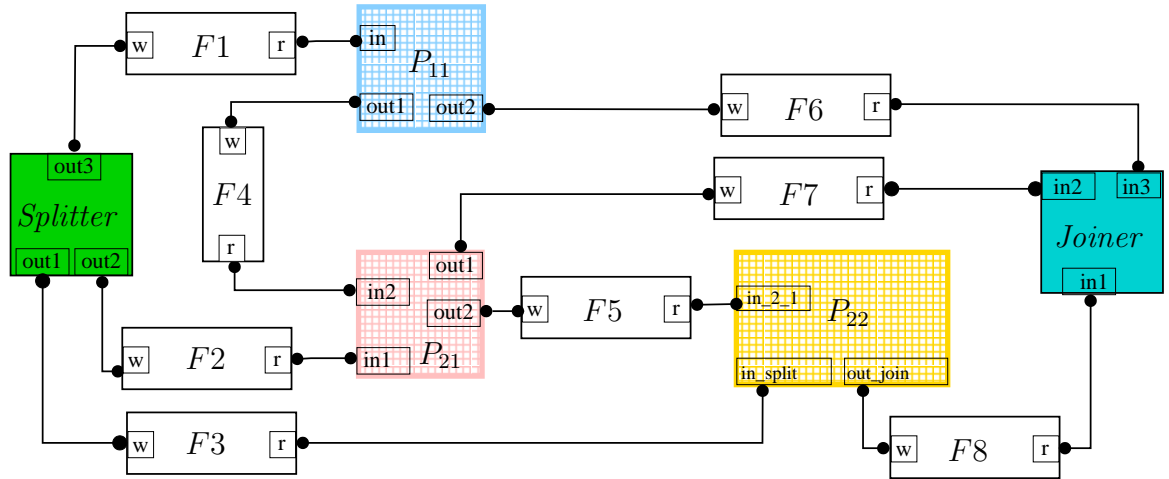 w F1 r
in
P11
out1 out2
w F6 r
w
F4
r
out3
Splitter
out1 out2
w F7 r
in2 in3
Joiner
in1
out1
in2
out2
in1 P21
w F5 r
in_2_1
P22
in_split out_join
w F2 r
w F3 r
w F8 r